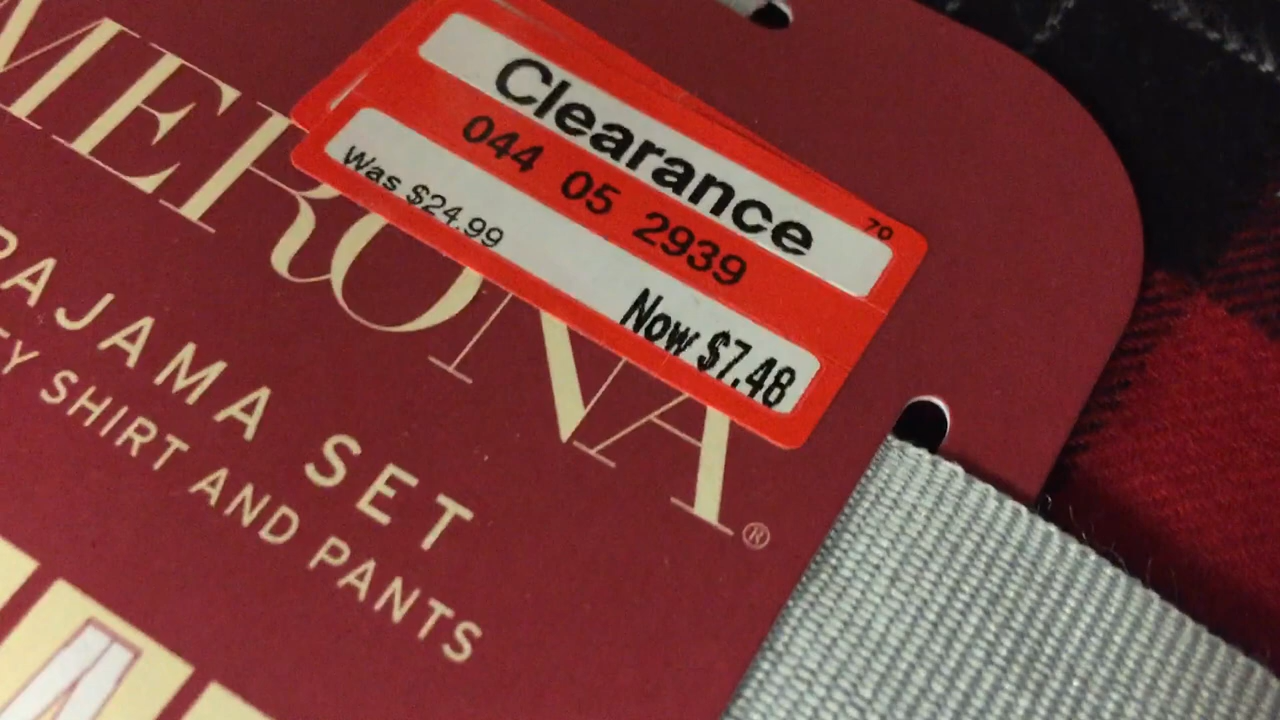 Clearance 70
044 05 2939
Was $24.99
Now $7.48
MERONA®
PAJAMA SET
SHIRT AND PANTS